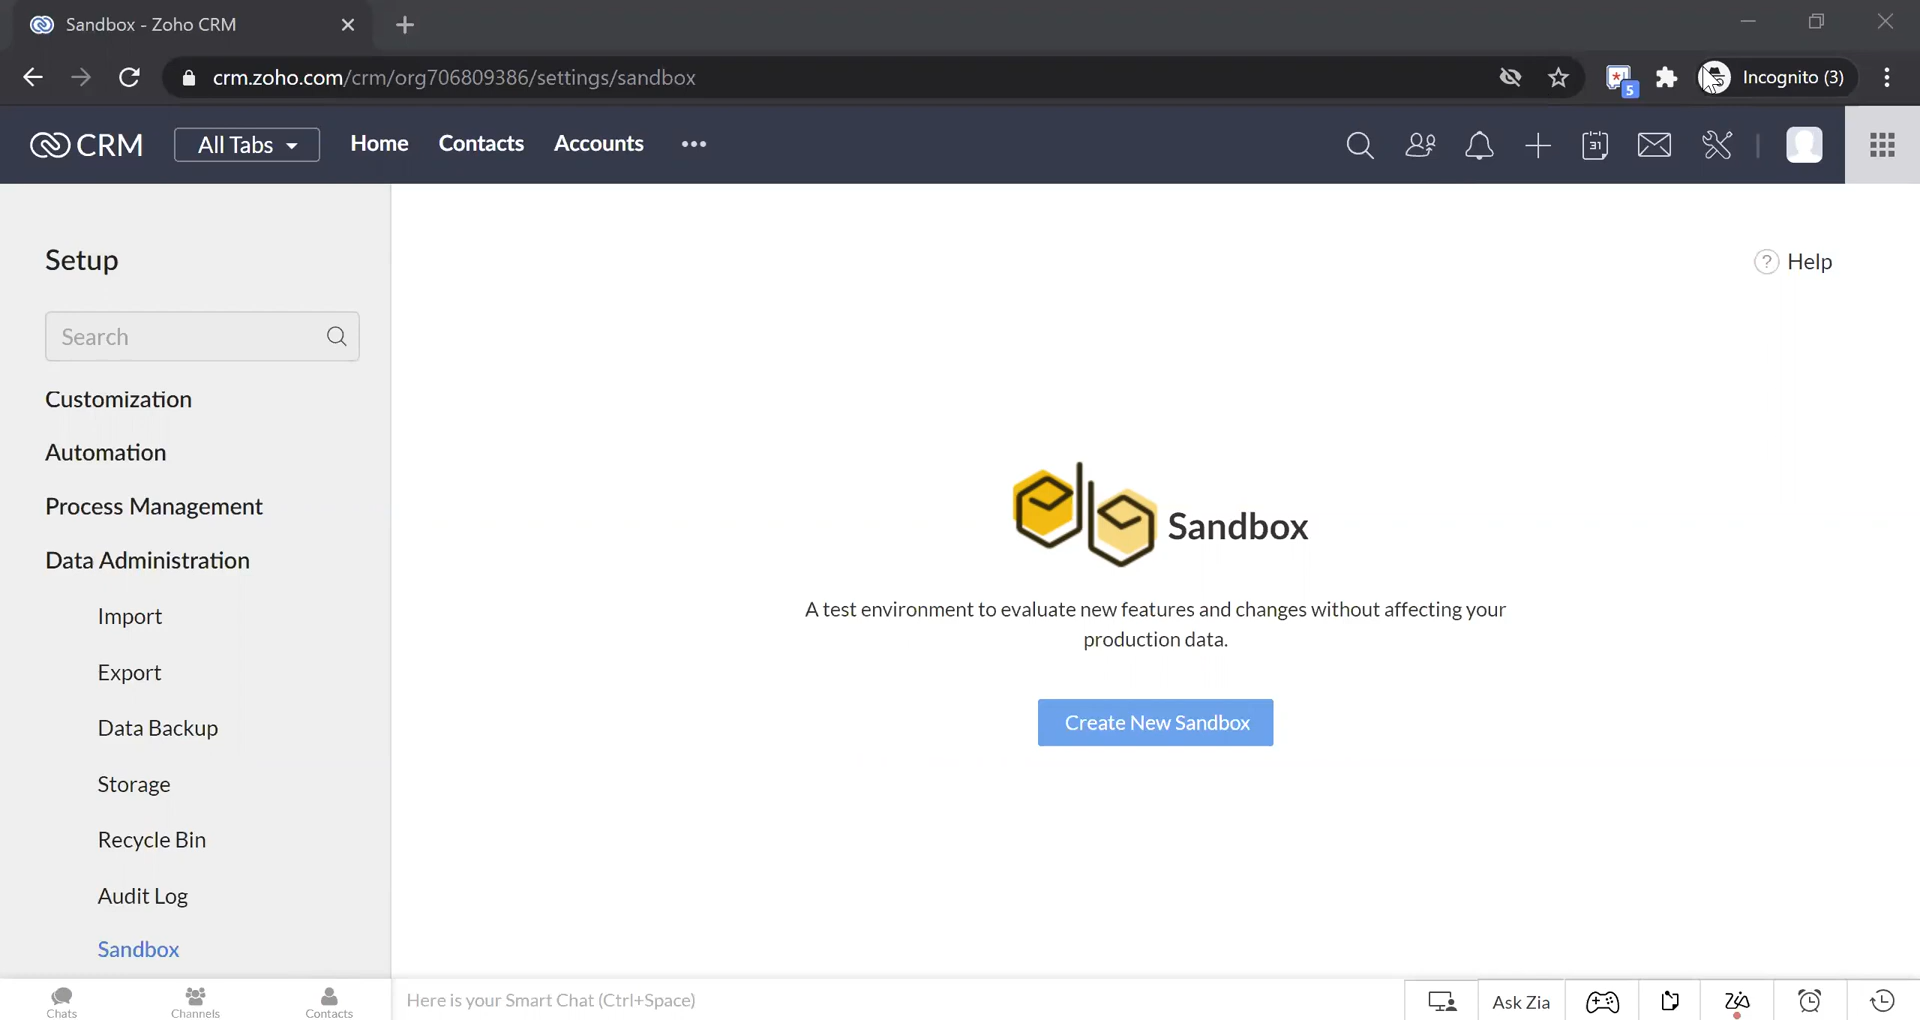 Sandbox - Zoho CRM
crm.zoho.com/crm/org706809386/settings/sandbox
5
Incognito (3)
CRM
All Tabs
Home
Contacts
Accounts
31
Setup
Help
Search
Customization
Automation
Process Management
Data Administration
Import
Export
Data Backup
Storage
Recycle Bin
Audit Log
Sandbox
Sandbox
A test environment to evaluate new features and changes without affecting your
production data.
Create New Sandbox
Chats
Channels
Contacts
Here is your Smart Chat (Ctrl+Space)
Ask Zia